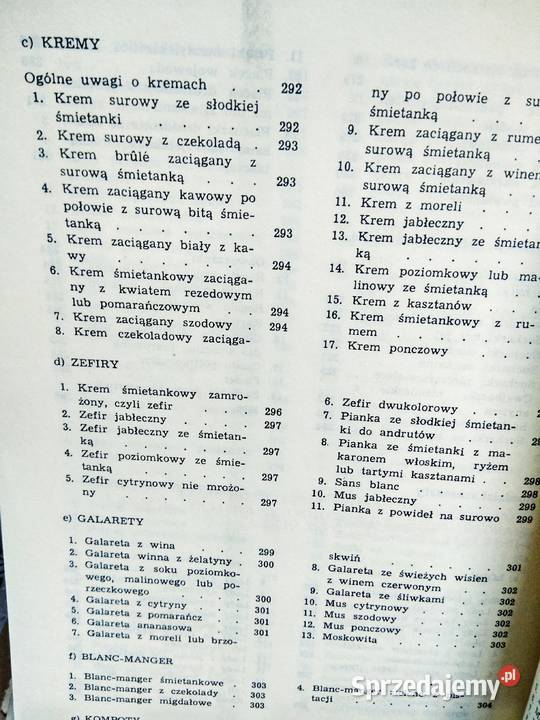 c) KREMY
Ogólne uwagi o kremach . . 292
1. Krem surowy ze słodkiej
śmietanki . . . . . 292
2. Krem surowy z czekoladą . 293
3. Krem brûlé zaciągany z
surową śmietanką . . . 293
4. Krem zaciągany kawowy po
połowie z surową bitą śmie-
tanką . . . . . . 293
5. Krem zaciągany biały z ka-
wy . . . . . . . 294
6. Krem śmietankowy zaciąga-
ny z kwiatem rezedowym
lub pomarańczowym . . 294
7. Krem zaciągany szodowy . 294
8. Krem czekoladowy zaciąga-
ny po połowie z su
śmietanką . . . .
9. Krem zaciągany z rume
surową śmietanką . .
10. Krem zaciągany z winem
surową śmietanką . .
11. Krem z moreli . . .
12. Krem jabłeczny . . .
13. Krem jabłeczny ze śmietan
ką . . . . . .
14. Krem poziomkowy lub ma-
linowy ze śmietanką . .
15. Krem z kasztanów . . .
16. Krem śmietankowy z ru-
mem . . . . . .
17. Krem ponczowy . . .
d) ZEFIRY
1. Krem śmietankowy zamro-
żony, czyli zefir . . . 296
2. Zefir jabłeczny . . . . 297
3. Zefir jabłeczny ze śmietan-
ką . . . . . . . 297
4. Zefir poziomkowy ze śmie-
tanką . . . . . . 297
5. Zefir cytrynowy nie mrożo-
ny . . . . . . . 297
6. Zefir dwukolorowy . . . 2
7. Pianka ze słodkiej śmietan-
ki do andrutów . . . 29
8. Pianka ze śmietanki z ma-
karonem włoskim, ryżem
lub tartymi kasztanami . 298
9. Sans blanc . . . . . 298
10. Mus jabłeczny . . . . 299
11. Pianka z powideł na surowo 299
e) GALARETY
1. Galareta z wina . . . 299
2. Galareta winna z żelatyny . 300
3. Galareta z soku poziomko-
wego, malinowego lub po-
rzeczkowego . . . . 300
4. Galareta z cytryny . . . 301
5. Galareta z pomarańcz . . 301
6. Galareta ananasowa . . 301
7. Galareta z moreli lub brzo-
skwiń . . . . . . 301
8. Galareta ze świeżych wisien
z winem czerwonym . . 302
9. Galareta ze śliwkami . . 302
10. Mus cytrynowy . . . . 302
11. Mus szodowy . . . . 302
12. Mus ponczowy . . . . 302
13. Moskowita . . . . . 303
f) BLANC-MANGER
1. Blanc-manger śmietankowe . 303
2. Blanc-manger z czekolady . 303
3. Blanc-manger migdałowe . 303
4. Blanc-manger
tacji . . . . . 304
g) KOMPOTY
Sprzedajemy.pl